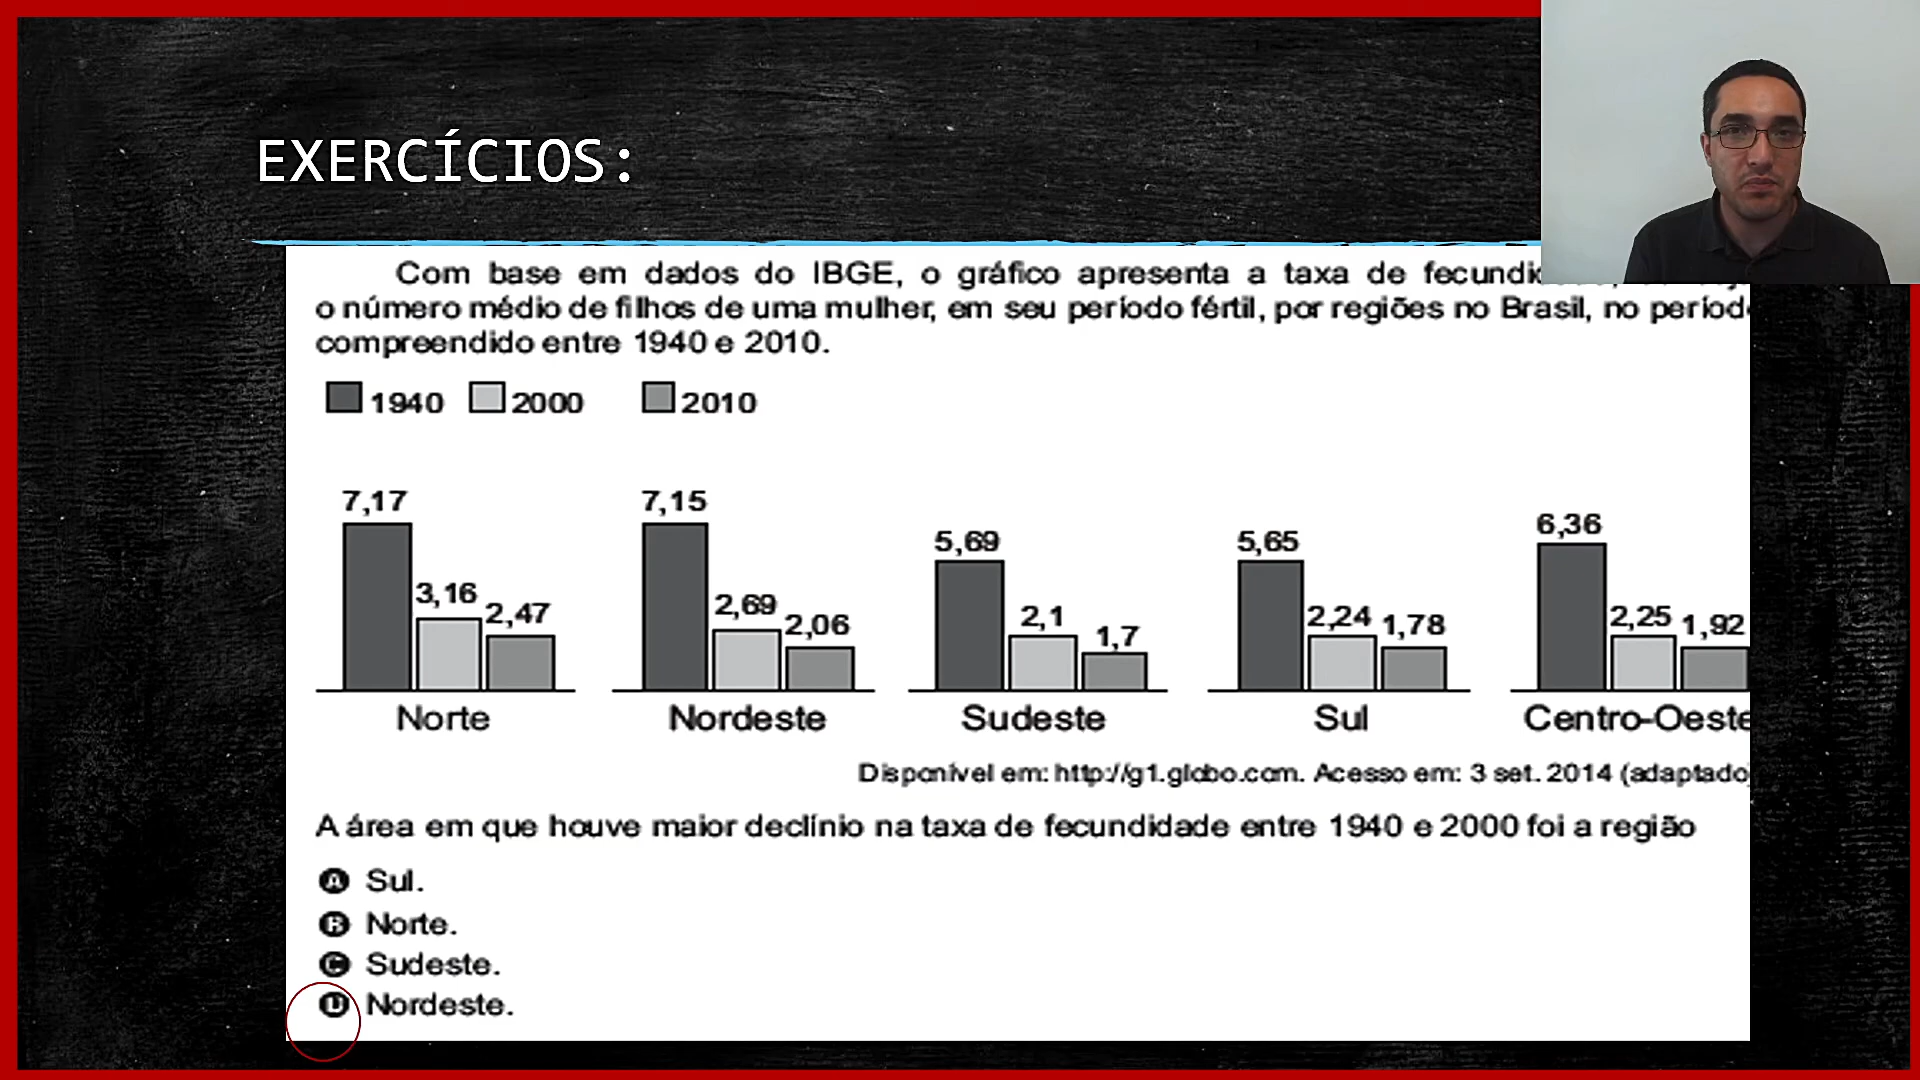 EXERCÍCIOS:
Com base em dados do IBGE, o gráfico apresenta a taxa de
o número médio de filhos de uma mulher, em seu período fértil, por regiões no Brasil, no
compreendido entre 1940 e 2010.
1940 2000 2010
7,17 3,16 2,47
7,15 2,69 2,06
5,69 2,1 1,7
5,65 2,24 1,78
6,36 2,25 1,92
Norte Nordeste Sudeste Sul Centro-Oeste
Disponível em: http://g1.globo.com. Acesso em: 3 set. 2014 (adaptado)
A área em que houve maior declínio na taxa de fecundidade entre 1940 e 2000 foi a região
A Sul.
B Norte.
C Sudeste.
D Nordeste.